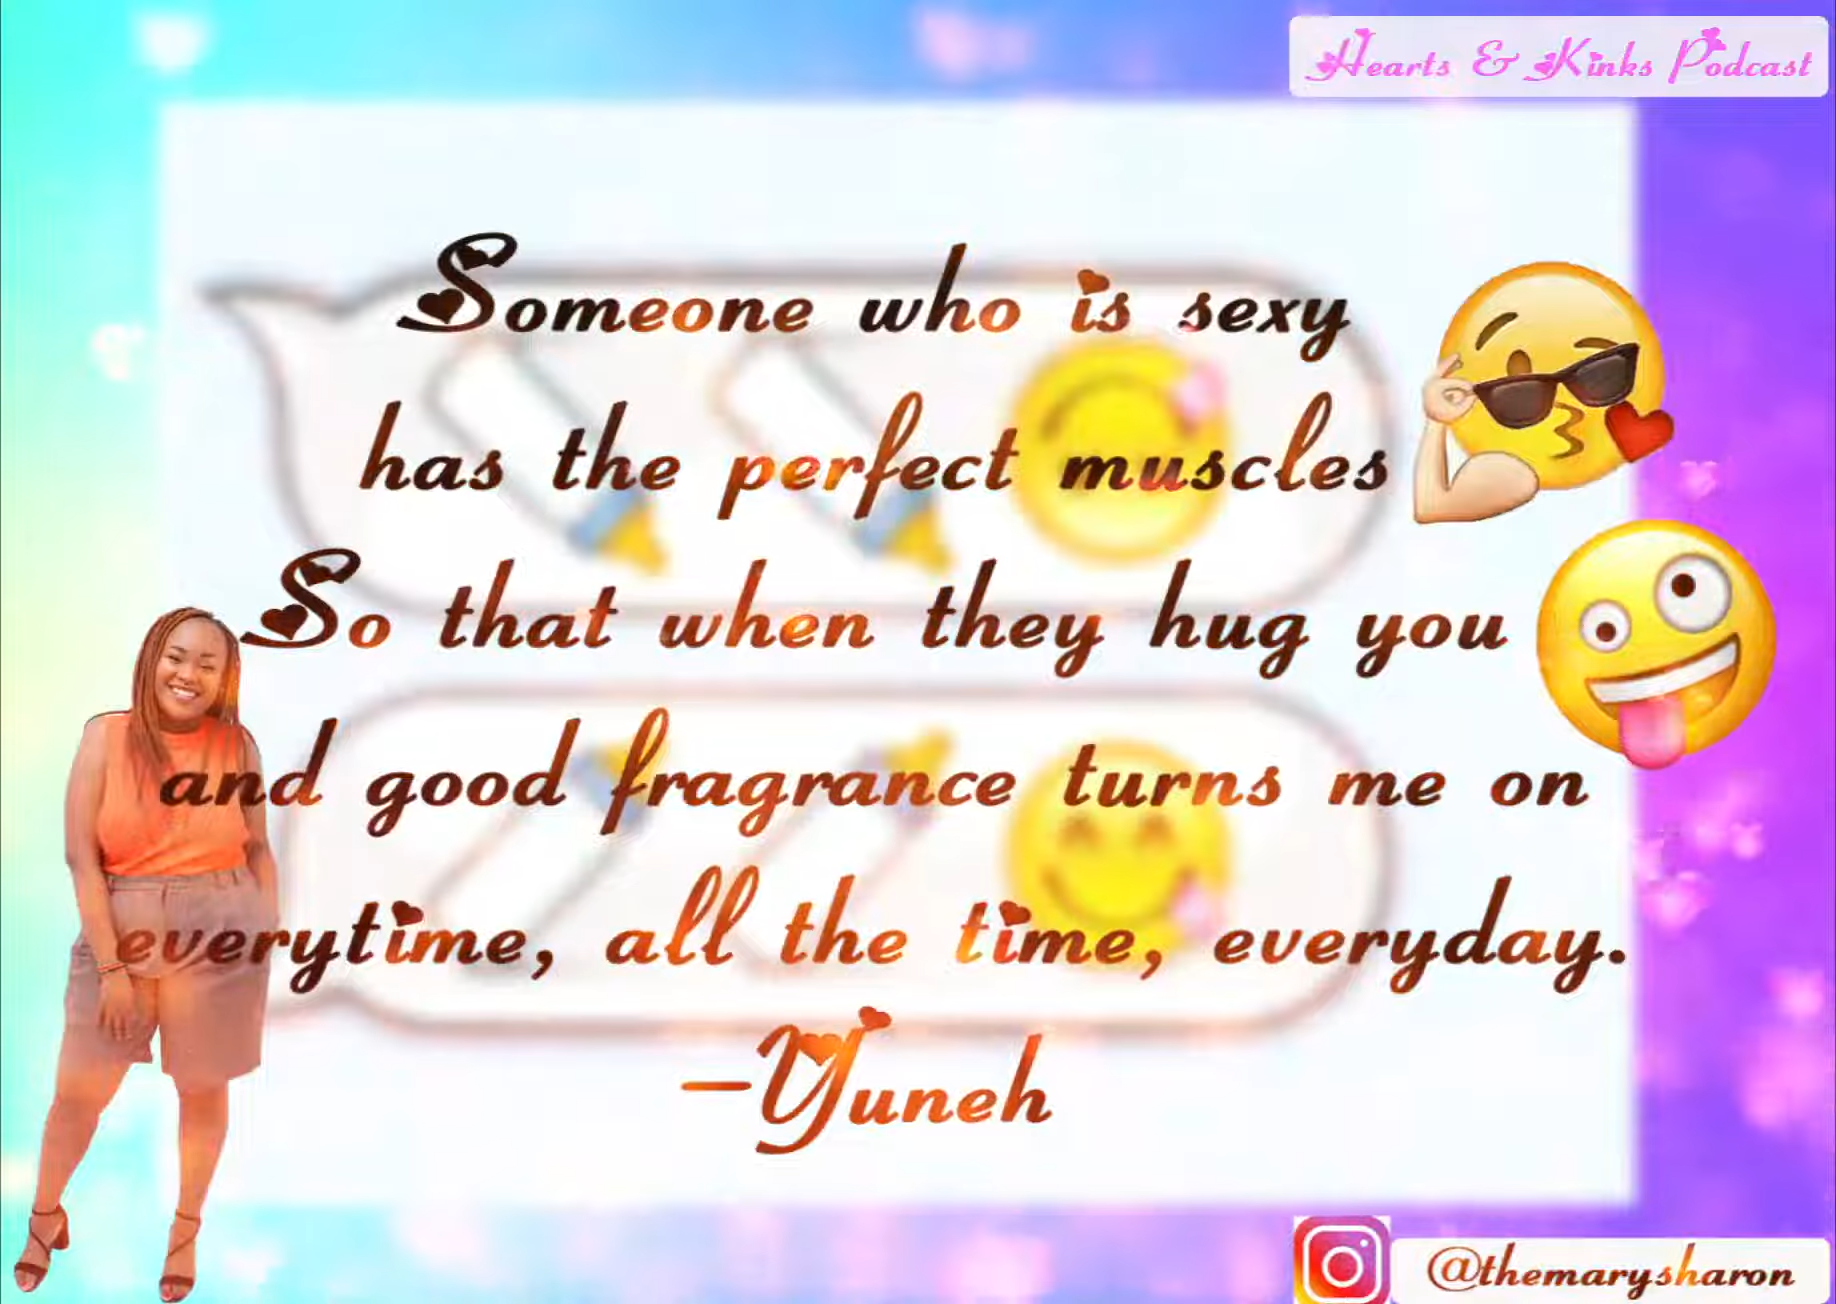 Hearts & Kinks Podcast
Someone who is sexy
has the perfect muscles
So that when they hug you
and good fragrance turns me on
everytime, all the time, everyday.
-Yuneh
@themarysharon